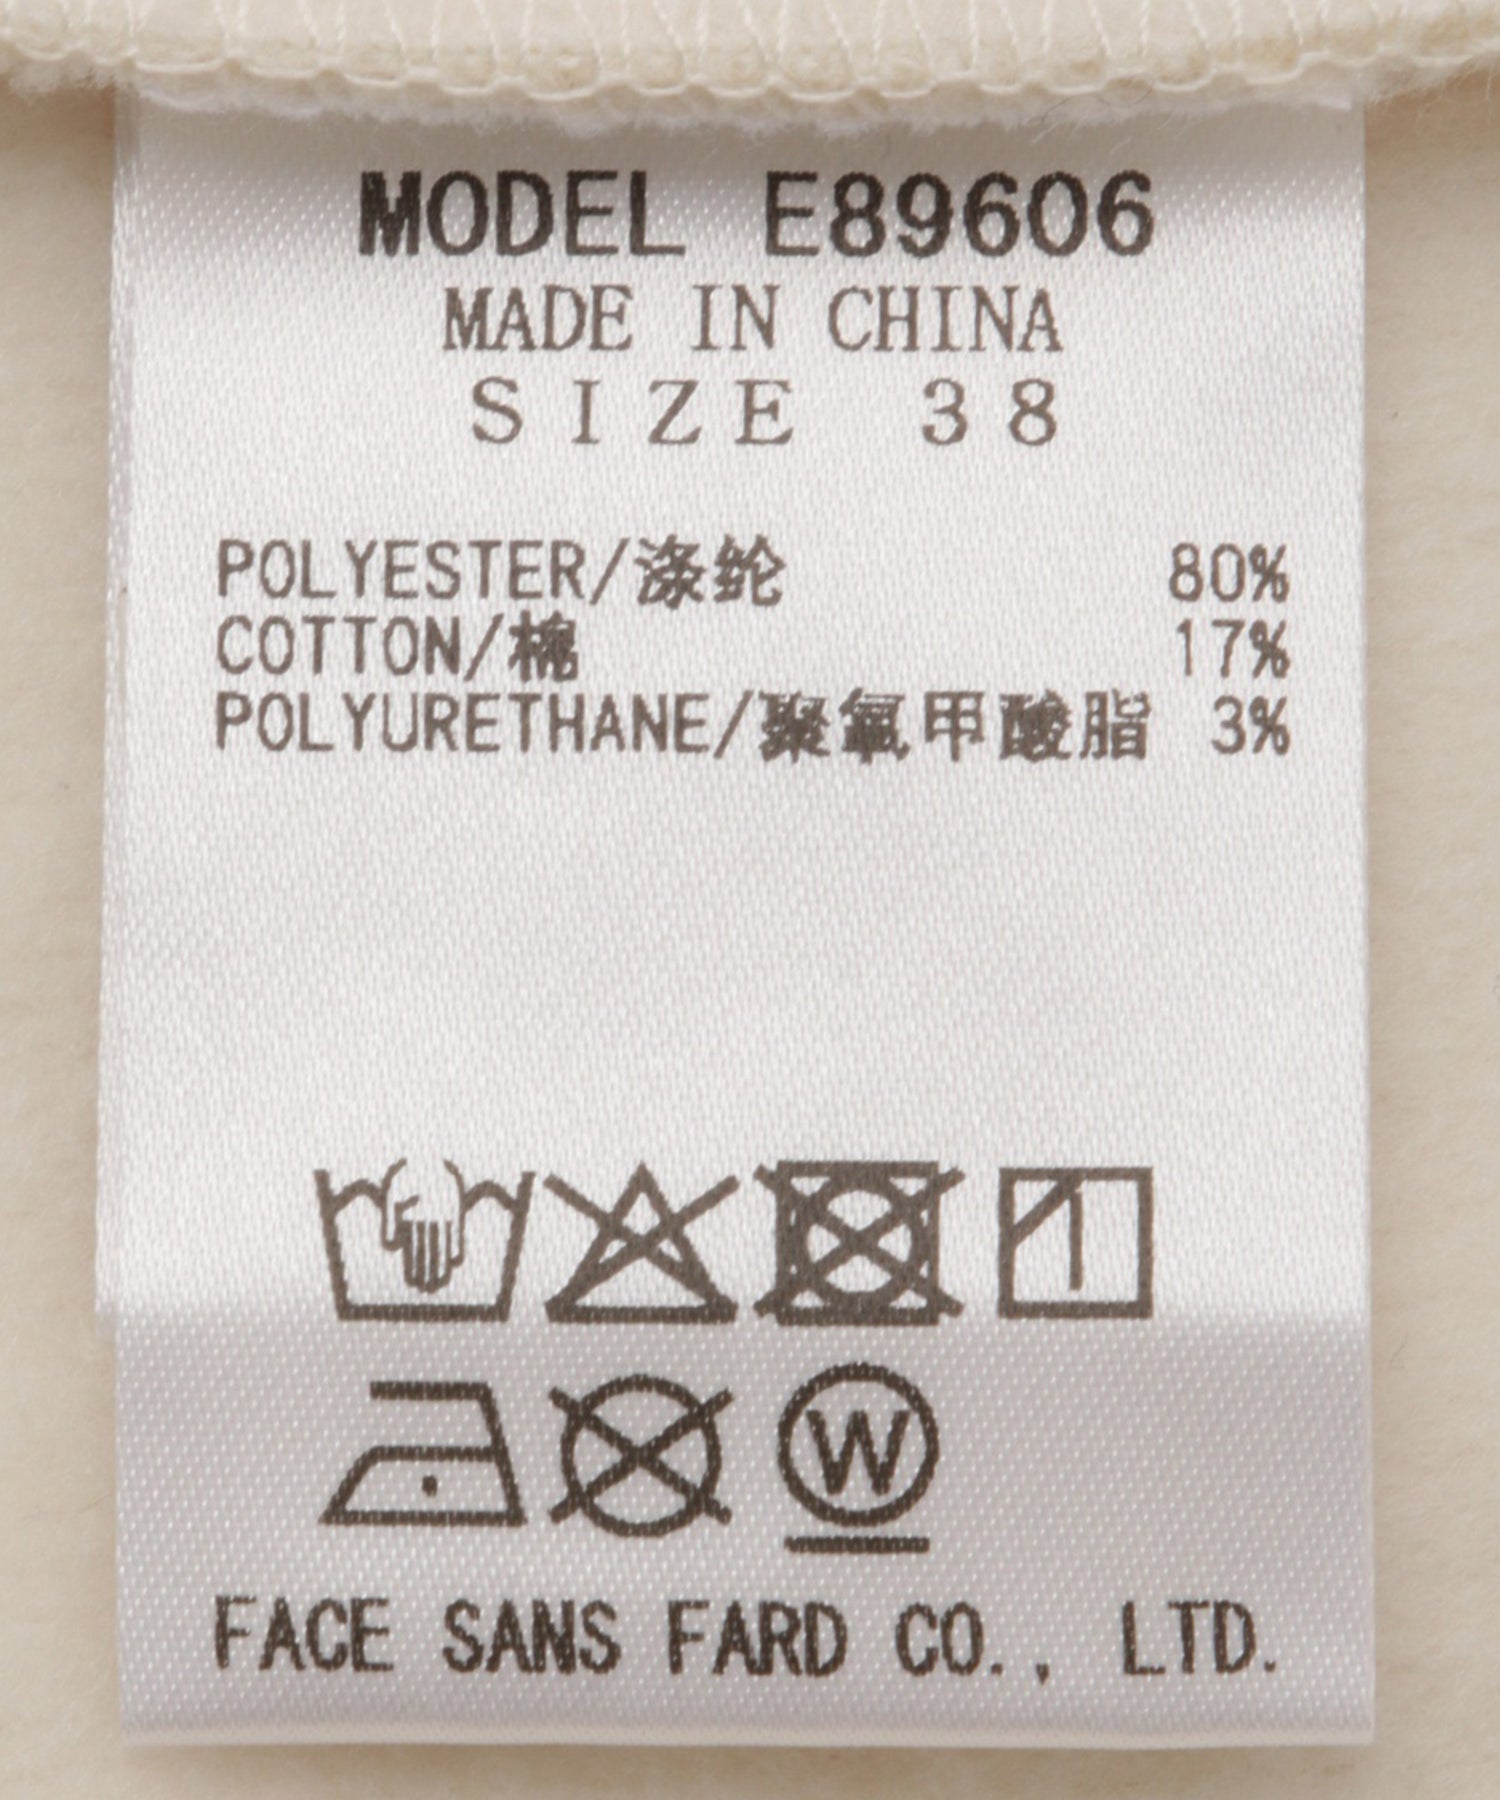 MODEL E89606
MADE IN CHINA
SIZE 38
POLYESTER/涤纶 80%
COTTON/棉 17%
POLYURETHANE/聚氨甲酸脂 3%
W
FACE SANS FARD CO., LTD.